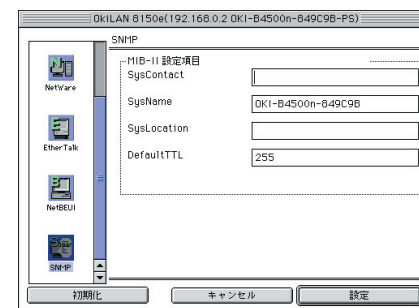 OkiLAN 8150e(192.168.0.2 OKI-B4500n-849C9B-PS)
SNMP
NetWare
EtherTalk
NetBEUI
SNMP
MIB-II 設定項目
SysContact
SysName
OKI-B4500n-849C9B
SysLocation
DefaultTTL
255
初期化
キャンセル
設定